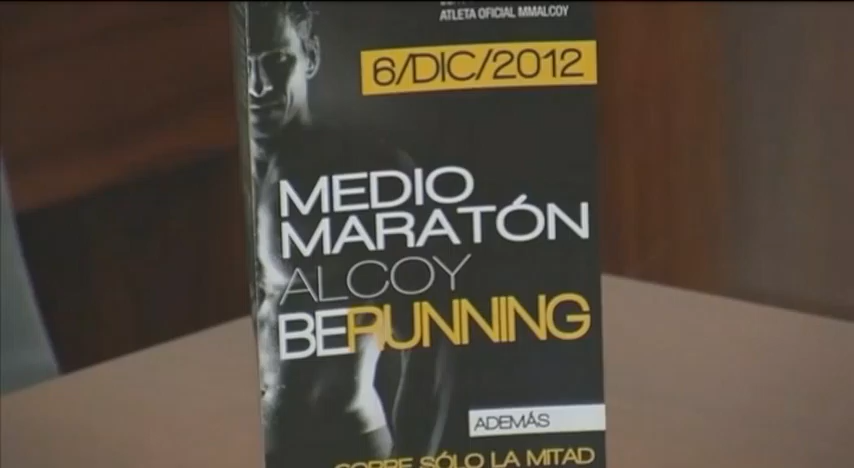 ATLETA OFICIAL MMALCOY
6/DIC/2012
MEDIO
MARATÓN
ALCOY
BERUNNING
ADEMÁS
CORRE SÓLO LA MITAD